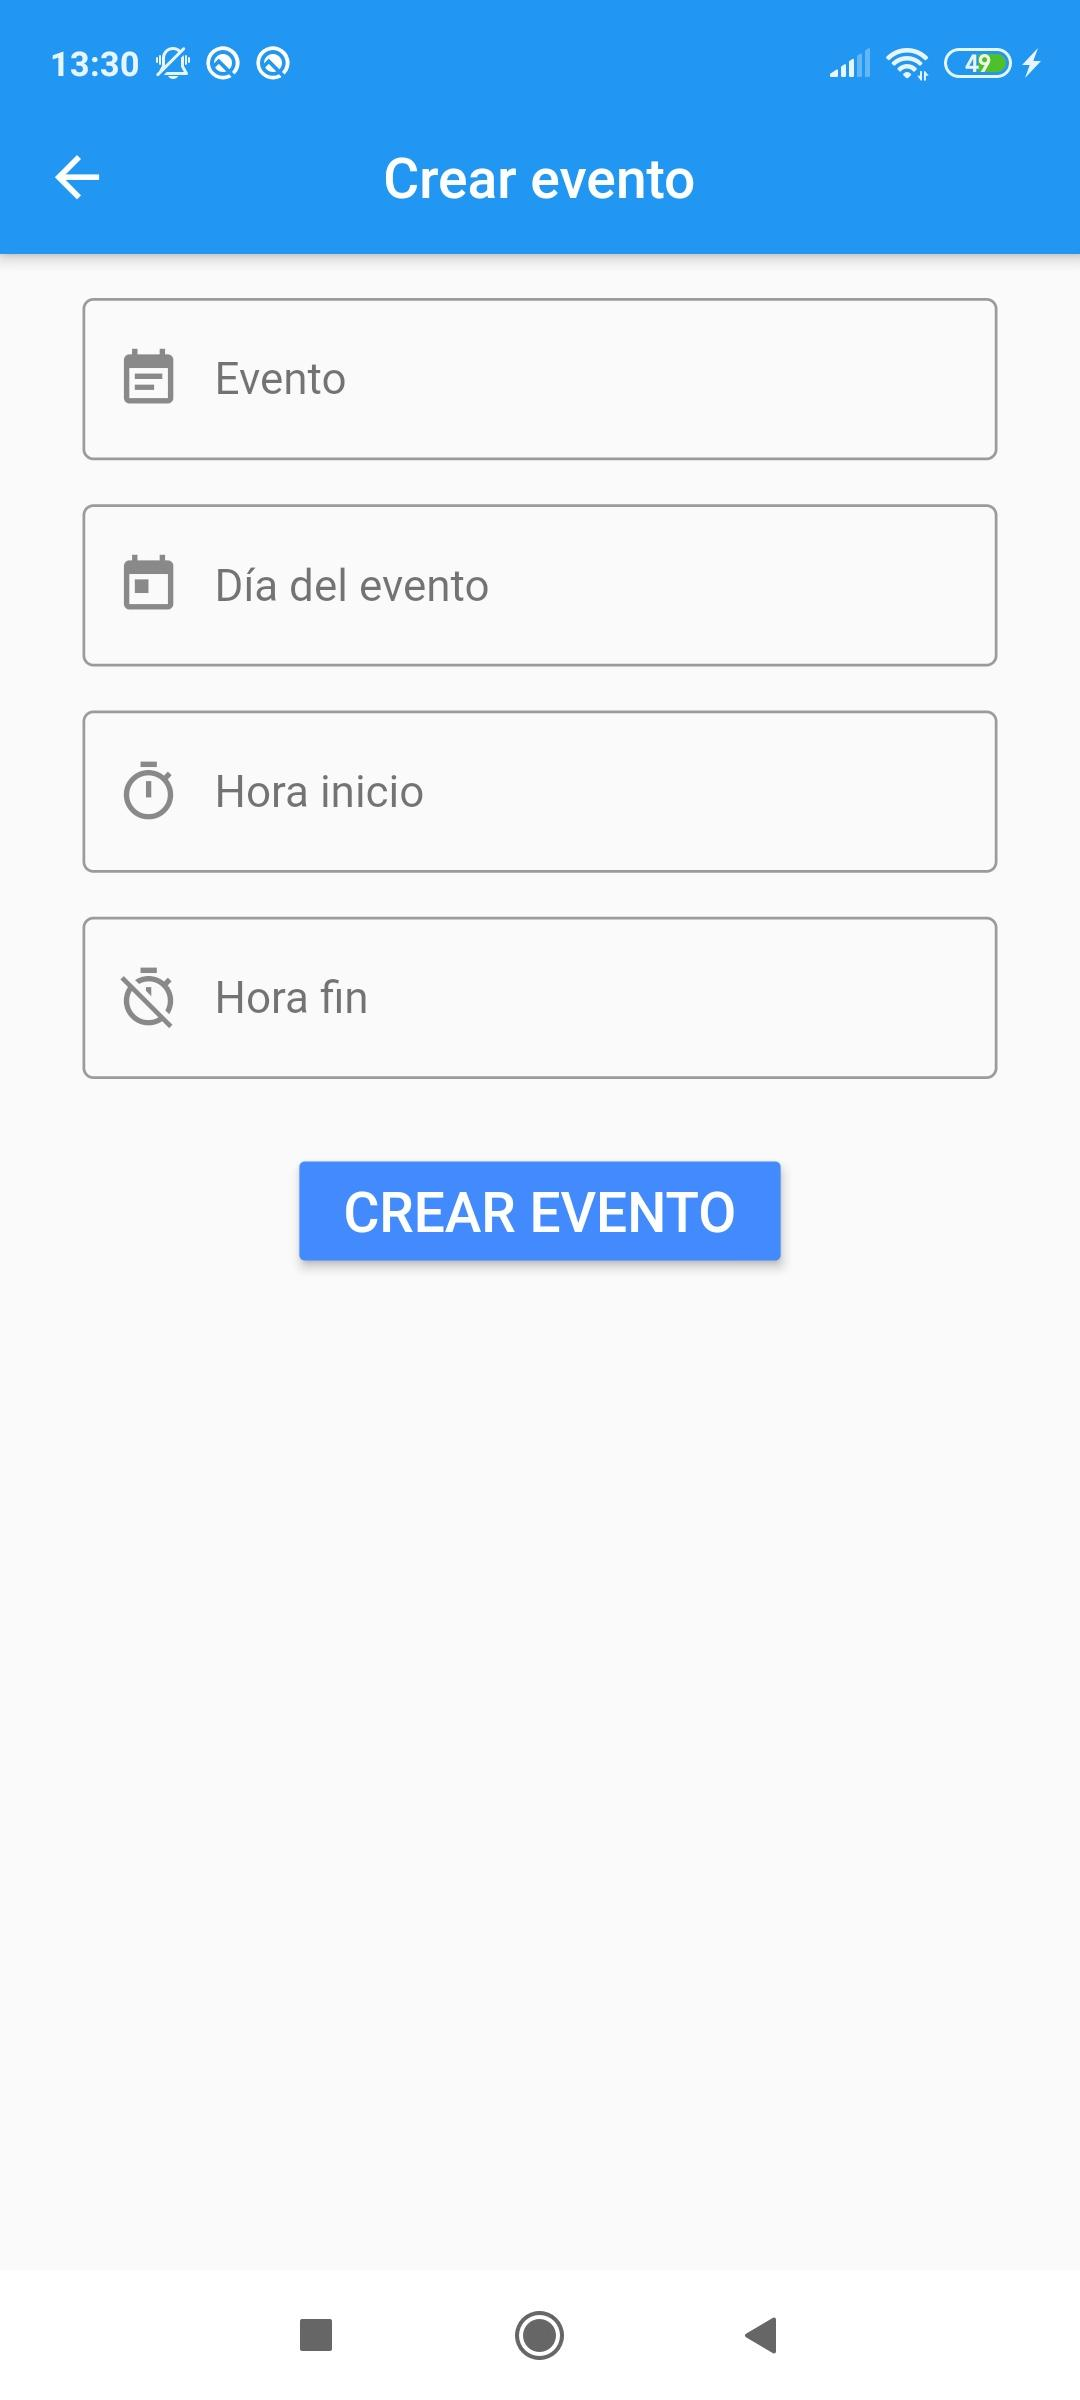 13:30
49
Crear evento
Evento
Día del evento
Hora inicio
Hora fin
CREAR EVENTO